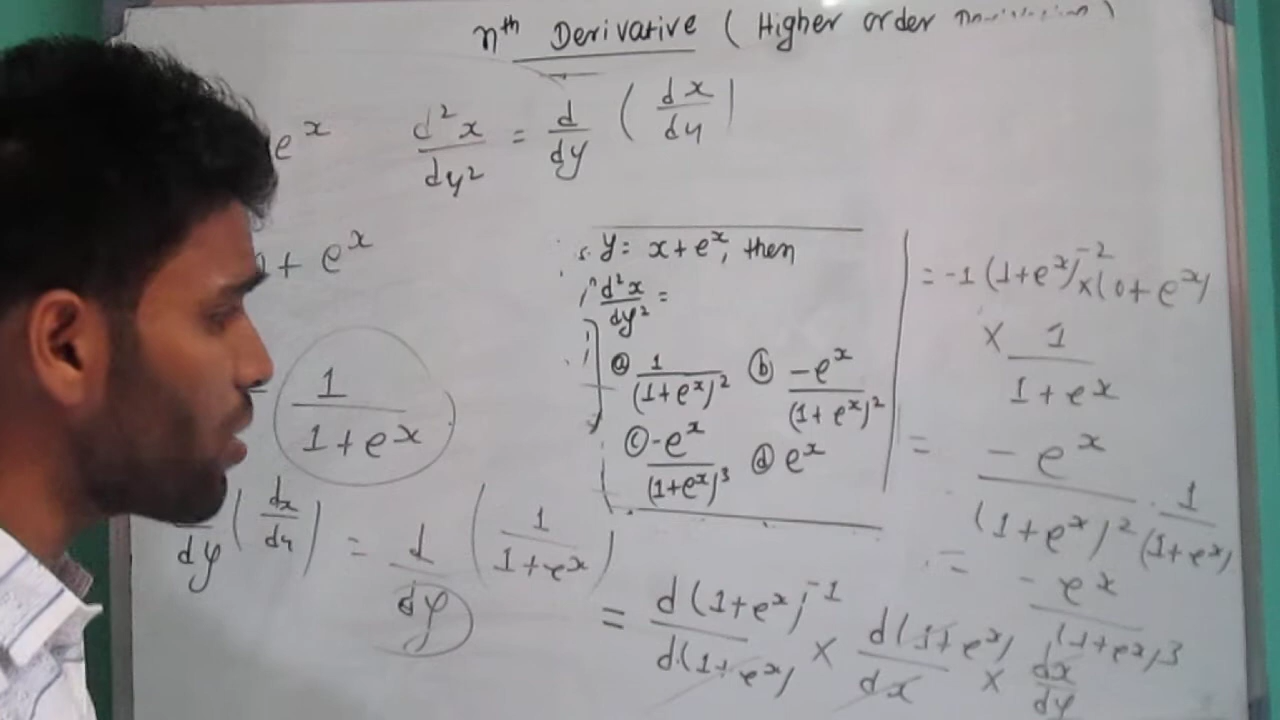 nth Derivative ( Higher order
e^x d²x/dy² = d/dy ( dx/dy )
+ e^x
1/(1+e^x)
dy ( dx/dy ) = d/dy ( 1/(1+e^x) )
y = x+e^x, then
d²x/dy² =
ⓐ 1/(1+e^x)² ⓑ -e^x/(1+e^x)²
ⓒ -e^x/(1+e^x)³ ⓓ e^x
= d(1+e^x)^-1/d(1+e^x) × d(1+e^x)/dx × dx/dy
= -1(1+e^x)^-2 × (0+e^x)
× 1/(1+e^x)
= -e^x/(1+e^x)² · 1/(1+e^x)
= -e^x/(1+e^x)³